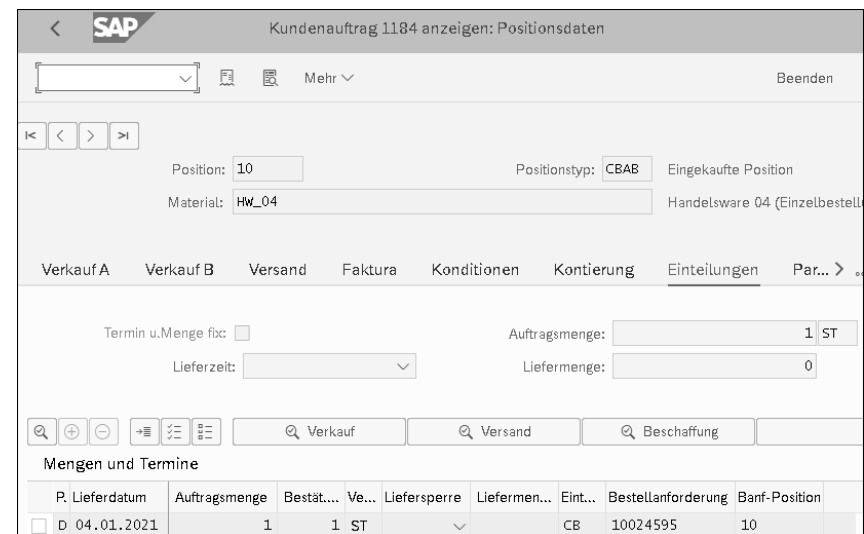 SAP Kundenauftrag 1184 anzeigen: Positionsdaten
Mehr Beenden
Position: 10 Positionstyp: CBAB Eingekaufte Position
Material: HW_04 Handelsware 04 (Einzelbestell
Verkauf A Verkauf B Versand Faktura Konditionen Kontierung Einteilungen Par...
Termin u.Menge fix: Auftragsmenge: 1 ST
Lieferzeit: Liefermenge: 0
Verkauf Versand Beschaffung
Mengen und Termine
P. Lieferdatum Auftragsmenge Bestät.... Ve... Liefersperre Liefermen... Eint... Bestellanforderung Banf-Position
D 04.01.2021 1 1 ST CB 10024595 10